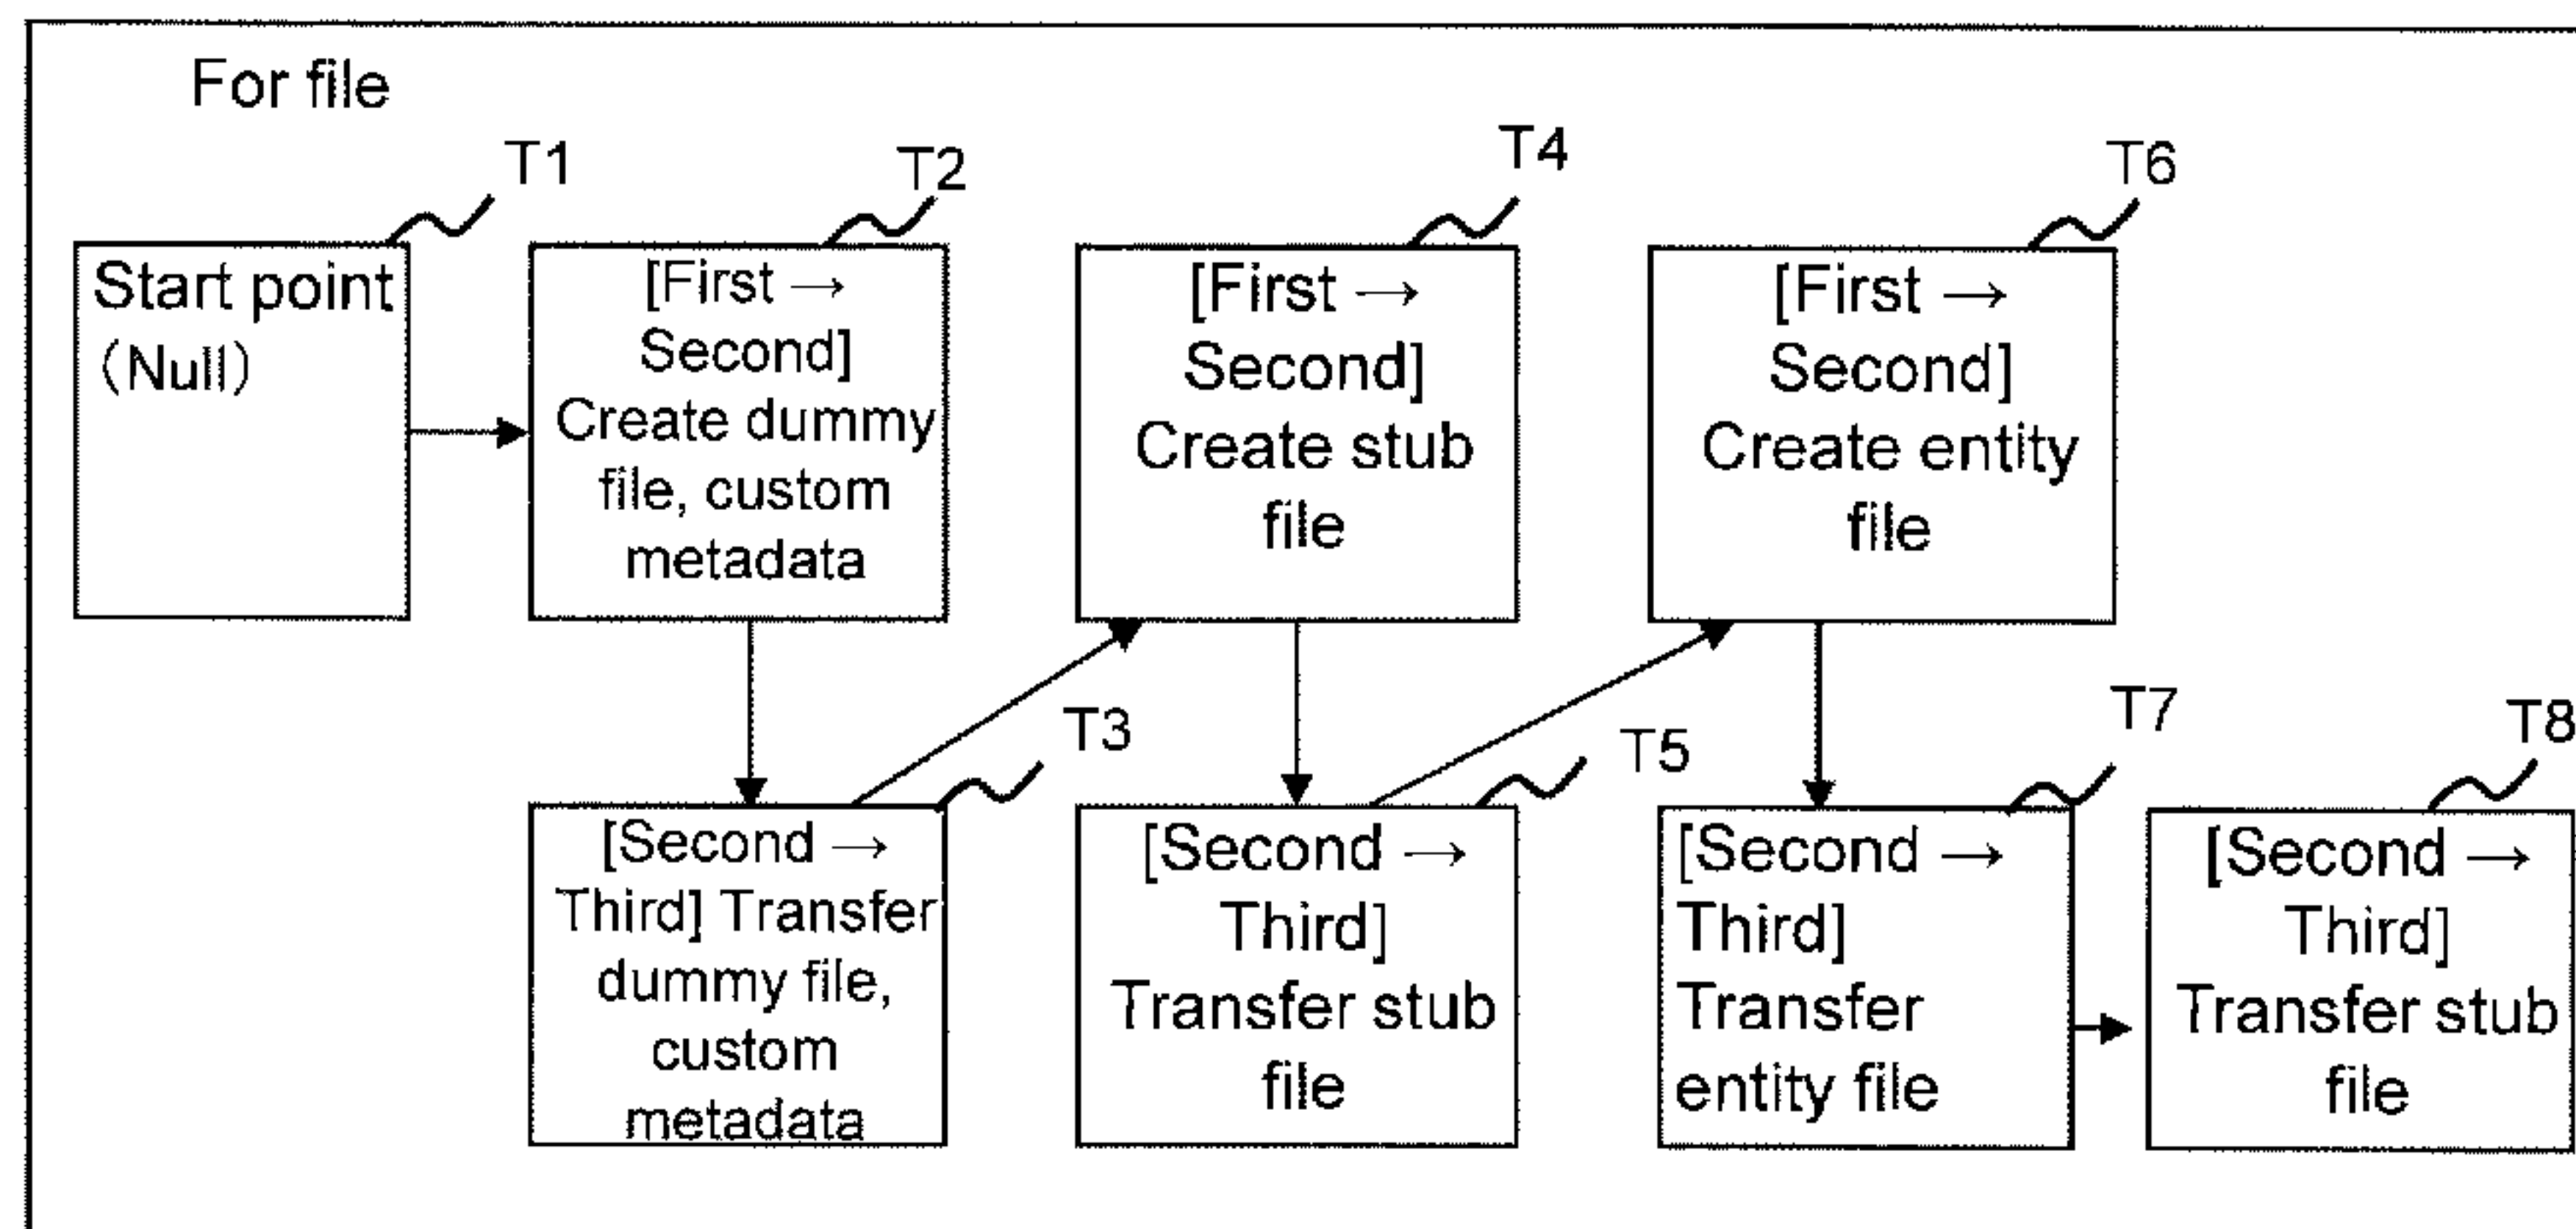 For file
T1
Start point
（Null）
T2
[First →
Second]
Create dummy
file, custom
metadata
T3
[Second →
Third] Transfer
dummy file,
custom
metadata
T4
[First →
Second]
Create stub
file
T5
[Second →
Third]
Transfer stub
file
T6
[First →
Second]
Create entity
file
T7
[Second →
Third]
Transfer
entity file
T8
[Second →
Third]
Transfer stub
file